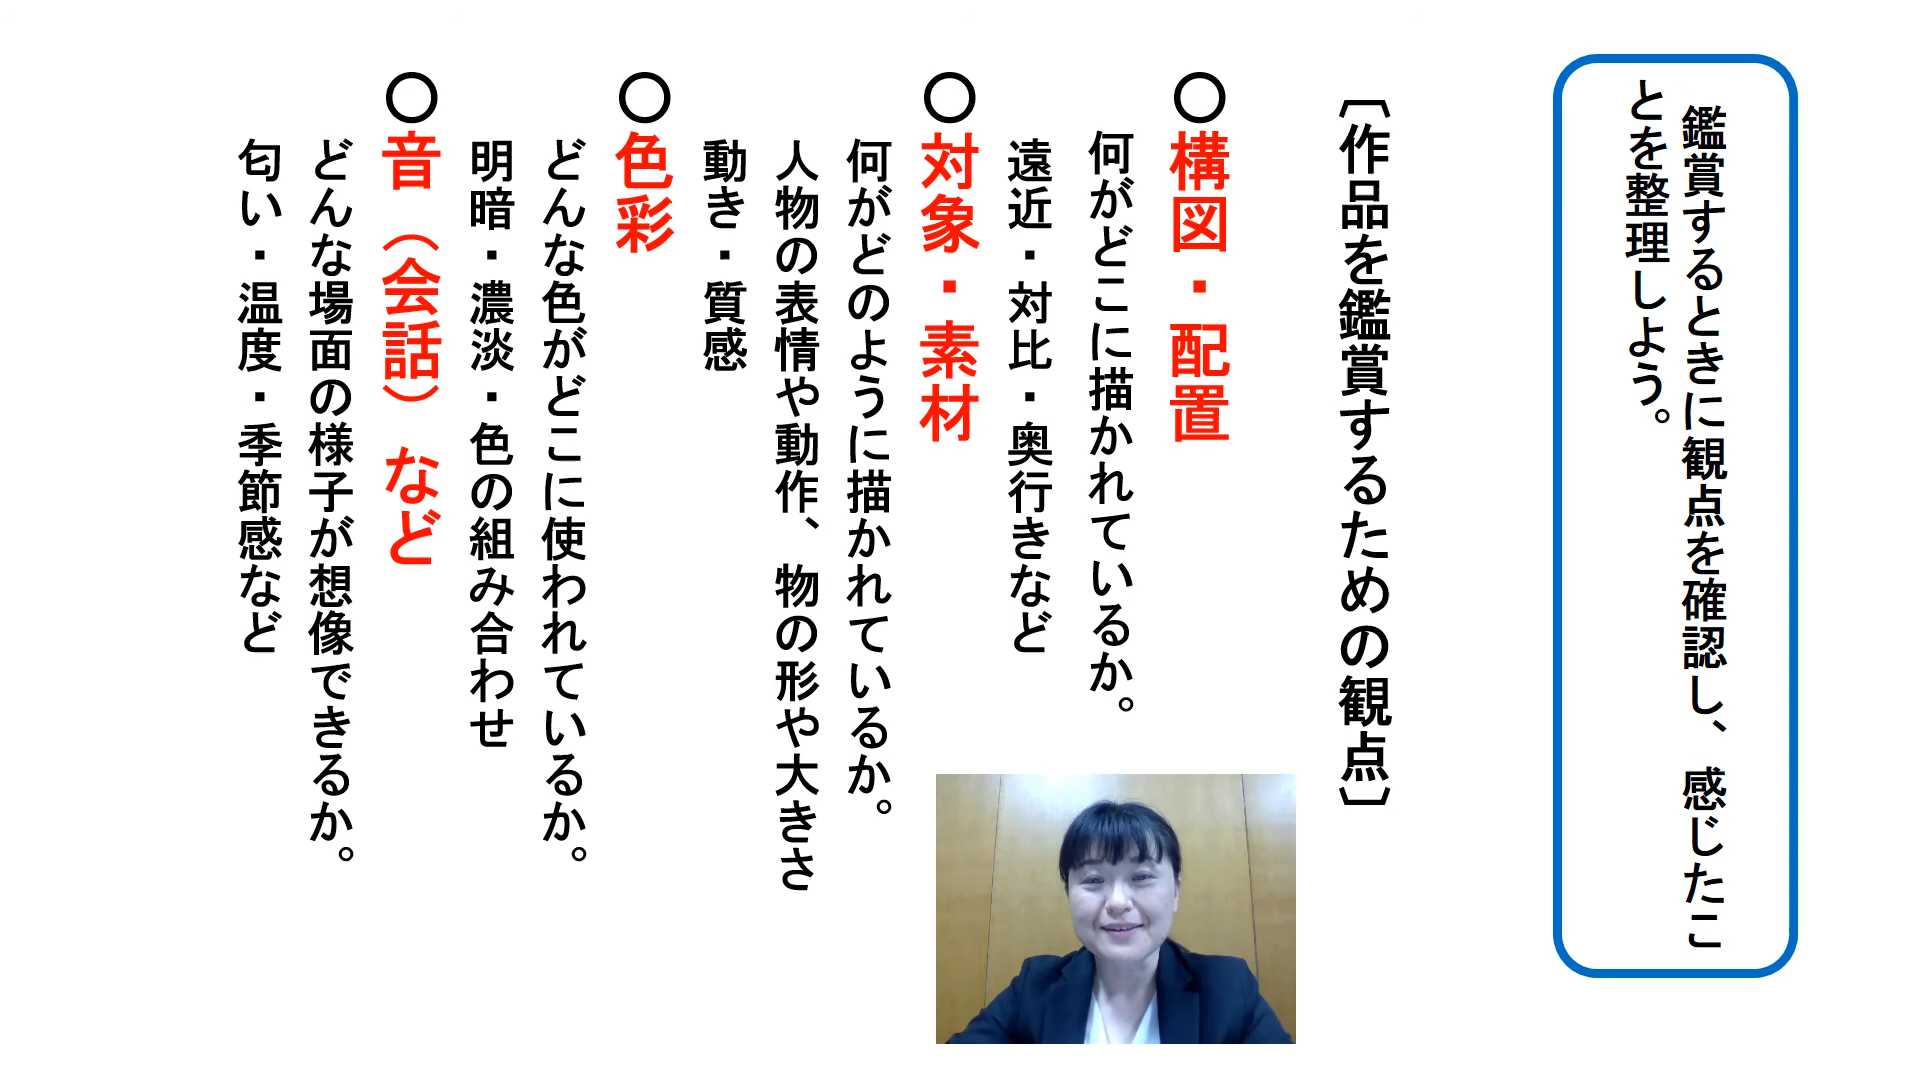 鑑賞するときに観点を確認し、感じたこ
とを整理しよう。
〔作品を鑑賞するための観点〕
〇構図・配置
何がどこに描かれているか。
遠近・対比・奥行きなど
〇対象・素材
何がどのように描かれているか。
人物の表情や動作、物の形や大きさ
動き・質感
〇色彩
どんな色がどこに使われているか。
明暗・濃淡・色の組み合わせ
〇音（会話）など
どんな場面の様子が想像できるか。
匂い・温度・季節感など